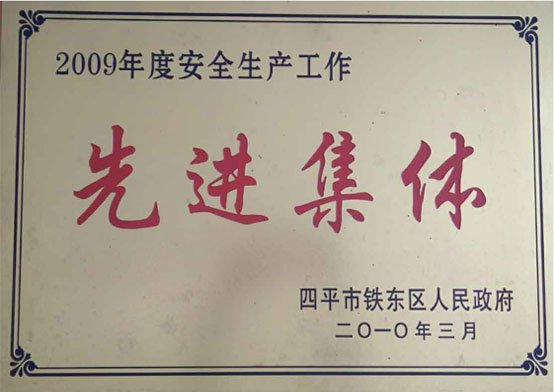 2009年度安全生产工作
先进集体
四平市铁东区人民政府
二〇一〇年三月